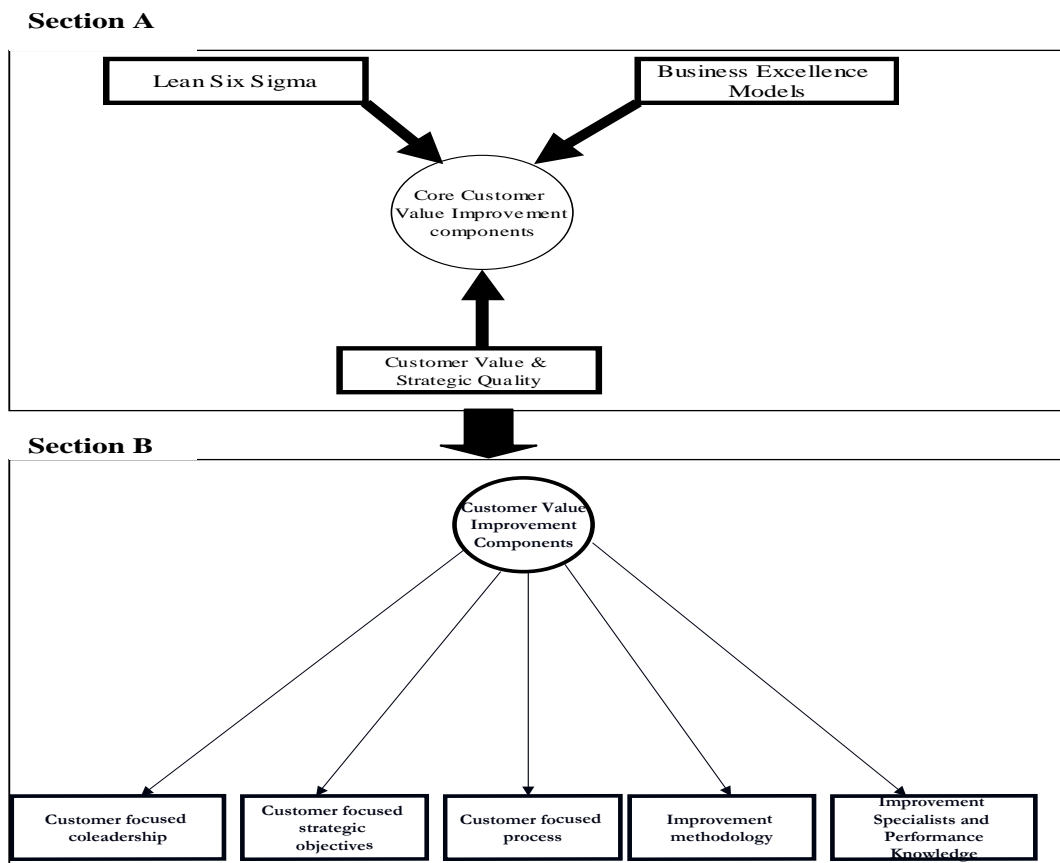 Section A
Lean Six Sigma
Business Excellence
Models
Core Customer
Value Improvement
components
Customer Value &
Strategic Quality
Section B
Customer Value
Improvement
Components
Customer focused
coleadership
Customer focused
strategic
objectives
Customer focused
process
Improvement
methodology
Improvement
Specialists and
Performance
Knowledge